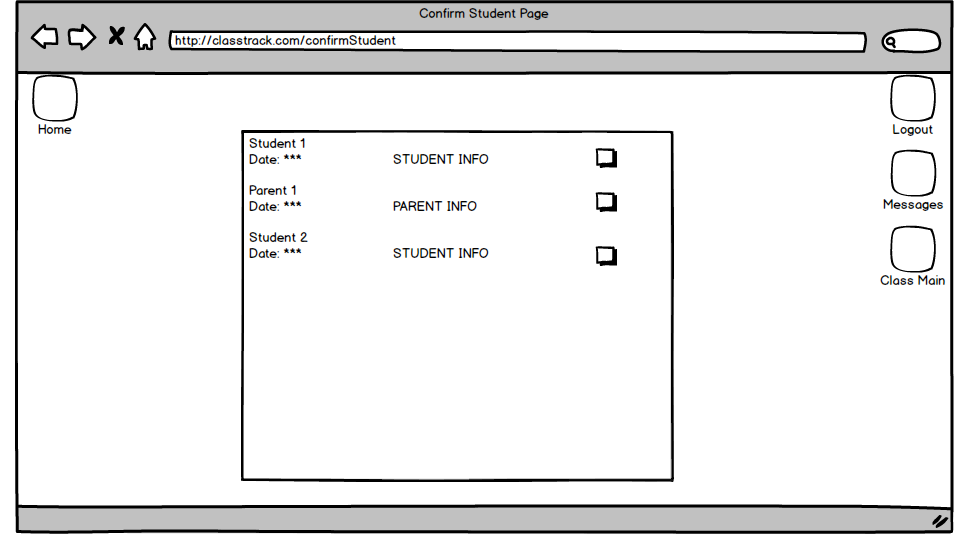 Confirm Student Page
http://classtrack.com/confirmStudent
Home
Logout
Student 1
Date: *** STUDENT INFO
Parent 1
Date: *** PARENT INFO
Messages
Student 2
Date: *** STUDENT INFO
Class Main